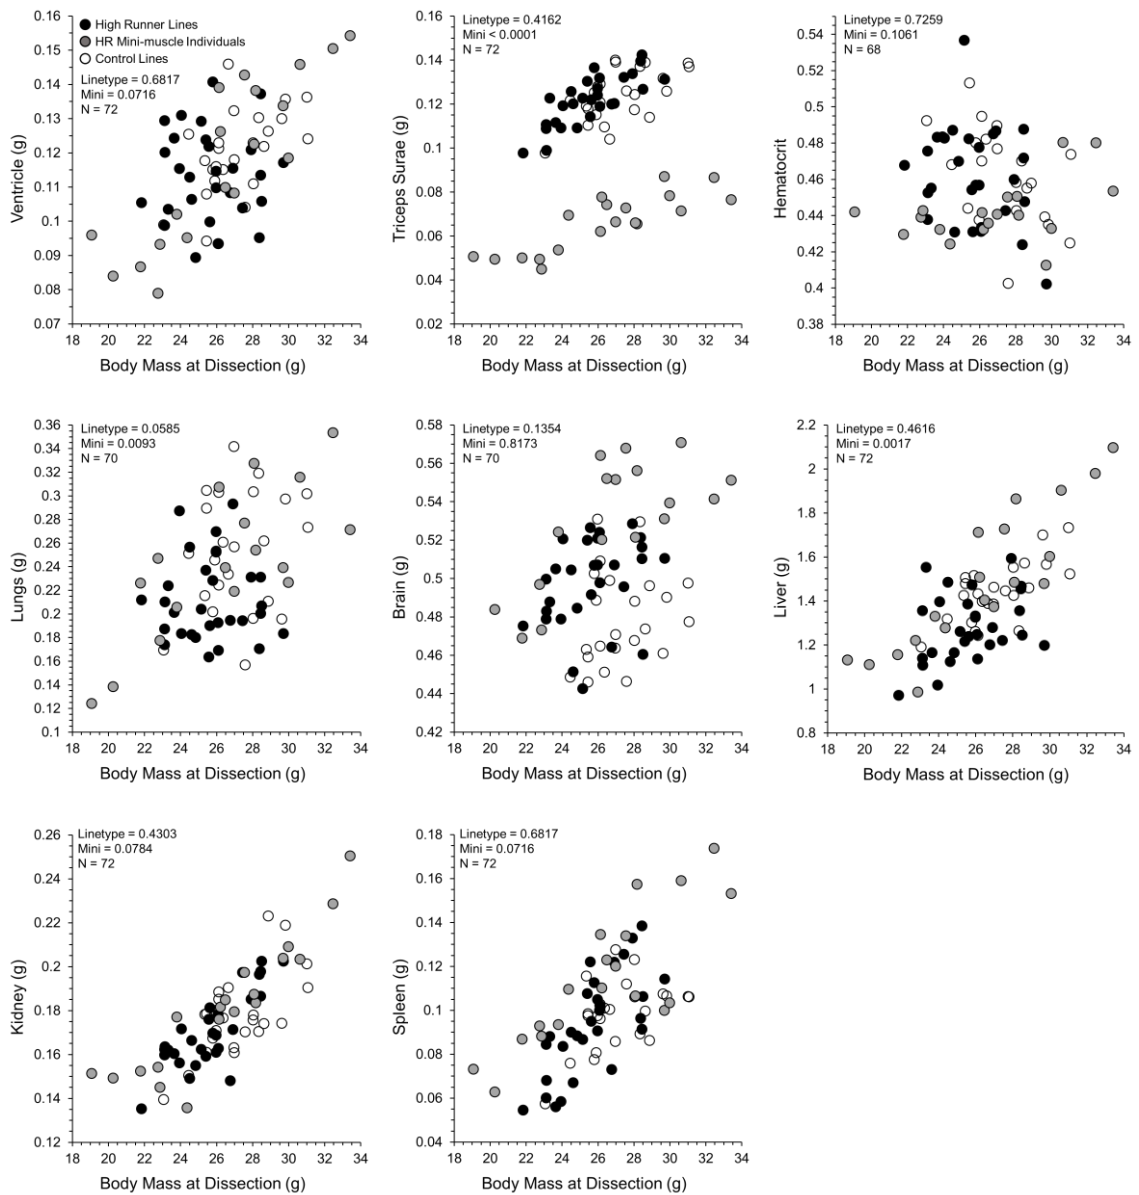 High Runner Lines
HR Mini-muscle Individuals
Control Lines
Linetype = 0.6817
Mini = 0.0716
N = 72
Ventricle (g)
0.16
0.15
0.14
0.13
0.12
0.11
0.1
0.09
0.08
0.07
18 20 22 24 26 28 30 32 34
Body Mass at Dissection (g)
Linetype = 0.4162
Mini < 0.0001
N = 72
Triceps Surae (g)
0.16
0.14
0.12
0.1
0.08
0.06
0.04
0.02
18 20 22 24 26 28 30 32 34
Body Mass at Dissection (g)
Linetype = 0.7259
Mini = 0.1061
N = 68
Hematocrit
0.54
0.52
0.5
0.48
0.46
0.44
0.42
0.4
0.38
18 20 22 24 26 28 30 32 34
Body Mass at Dissection (g)
Linetype = 0.0585
Mini = 0.0093
N = 70
Lungs (g)
0.36
0.34
0.32
0.3
0.28
0.26
0.24
0.22
0.2
0.18
0.16
0.14
0.12
0.1
18 20 22 24 26 28 30 32 34
Body Mass at Dissection (g)
Linetype = 0.1354
Mini = 0.8173
N = 70
Brain (g)
0.58
0.56
0.54
0.52
0.5
0.48
0.46
0.44
0.42
18 20 22 24 26 28 30 32 34
Body Mass at Dissection (g)
Linetype = 0.4616
Mini = 0.0017
N = 72
Liver (g)
2.2
2
1.8
1.6
1.4
1.2
1
0.8
18 20 22 24 26 28 30 32 34
Body Mass at Dissection (g)
Linetype = 0.4303
Mini = 0.0784
N = 72
Kidney (g)
0.26
0.24
0.22
0.2
0.18
0.16
0.14
0.12
18 20 22 24 26 28 30 32 34
Body Mass at Dissection (g)
Linetype = 0.6817
Mini = 0.0716
N = 72
Spleen (g)
0.18
0.16
0.14
0.12
0.1
0.08
0.06
0.04
18 20 22 24 26 28 30 32 34
Body Mass at Dissection (g)